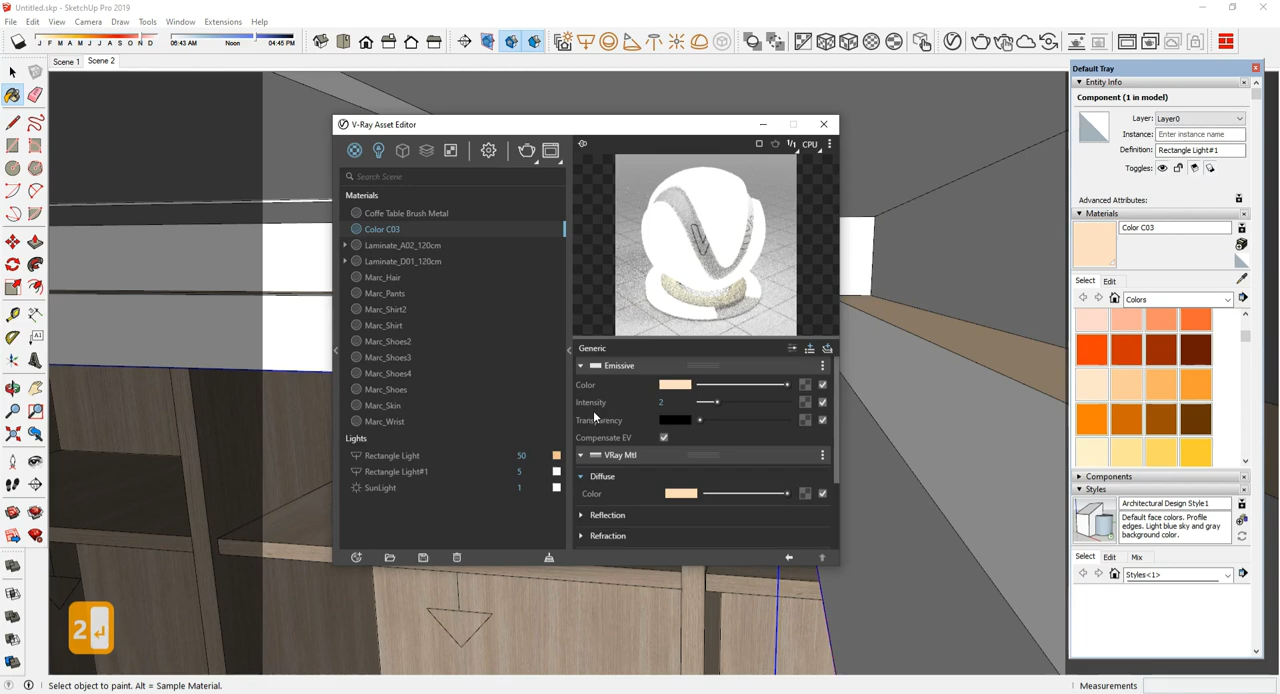 Untitled.skp - SketchUp Pro 2019
File Edit View Camera Draw Tools Window Extensions Help
J F M A M J J A S O N D
06:43 AM Noon 04:45 PM
Scene 1 Scene 2
V-Ray Asset Editor
Search Scene
Materials
Coffe Table Brush Metal
Color C03
Laminate_A02_120cm
Laminate_D01_120cm
Marc_Hair
Marc_Pants
Marc_Shirt2
Marc_Shirt
Marc_Shoes2
Marc_Shoes3
Marc_Shoes4
Marc_Shoes
Marc_Skin
Marc_Wrist
Lights
Rectangle Light 50
Rectangle Light#1 5
SunLight 1
1/1 CPU
Generic
Emissive
Color
Intensity 2
Transparency
Compensate EV
VRay Mtl
Diffuse
Color
Reflection
Refraction
Default Tray
Entity Info
Component (1 in model)
Layer: Layer0
Instance: Enter instance name
Definition: Rectangle Light#1
Toggles:
Advanced Attributes:
Materials
Color C03
Select Edit
Colors
Components
Styles
Architectural Design Style1
Default face colors. Profile
edges. Light blue sky and gray
background color.
Select Edit Mix
Styles<1>
2
Select object to paint. Alt = Sample Material.
Measurements